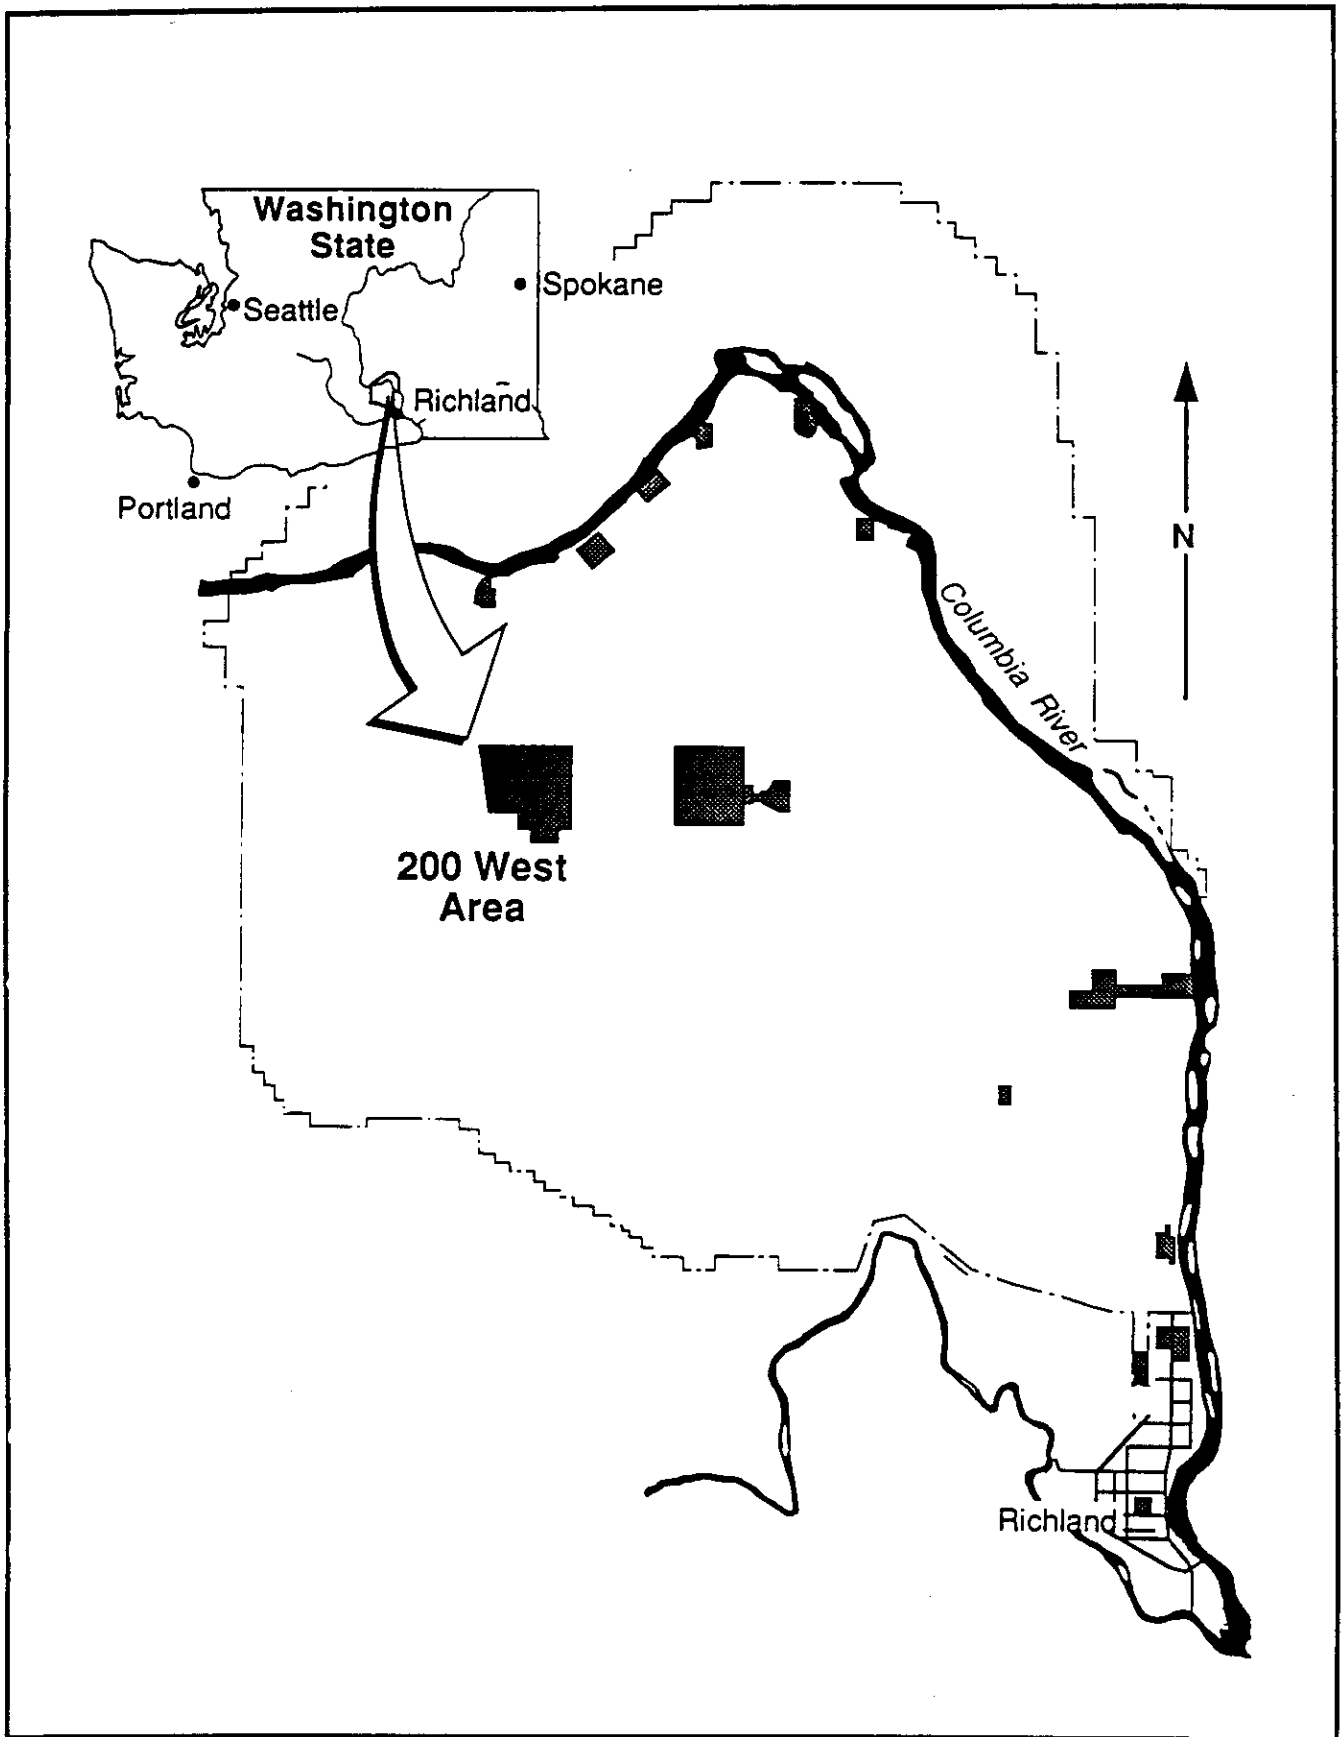 Washington
State
Spokane
Seattle
Richland
Portland
N
Columbia River
200 West
Area
Richland